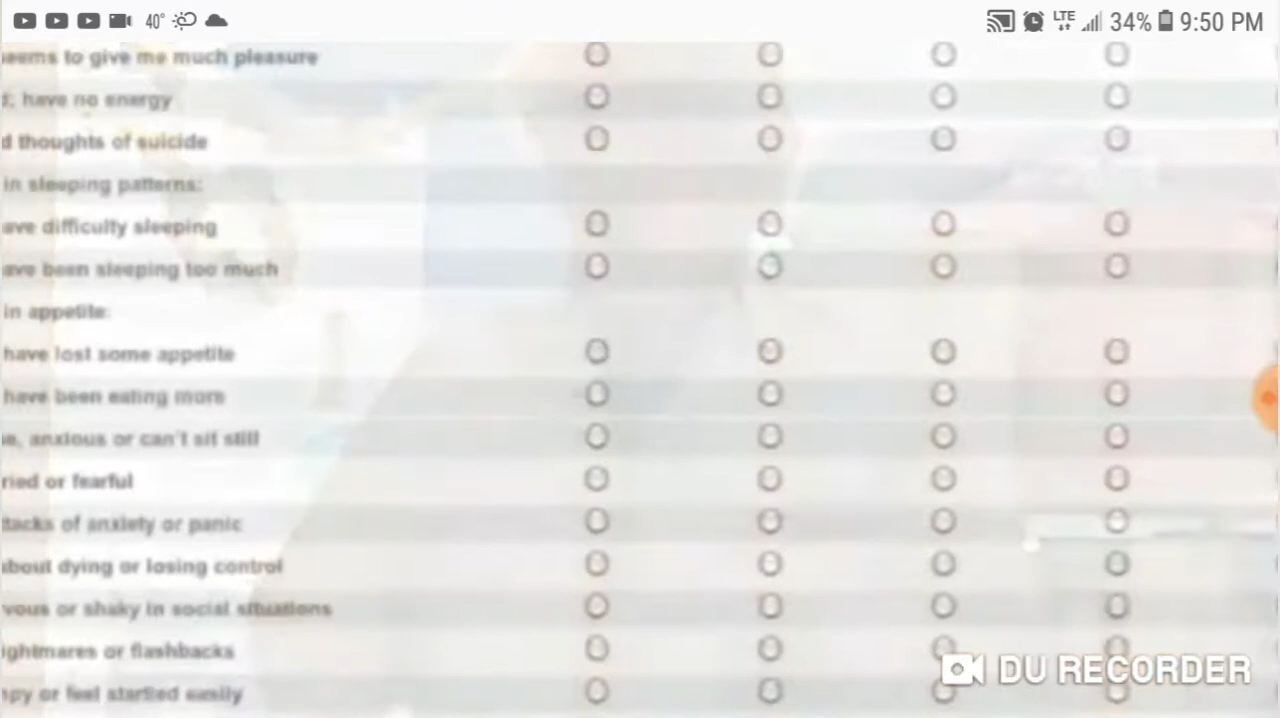 40° LTE 34% 9:50 PM
eems to give me much pleasure
t, have no energy
d thoughts of suicide
in sleeping patterns:
ave difficulty sleeping
ave been sleeping too much
in appetite:
have lost some appetite
have been eating more
e, anxious or can't sit still
ried or fearful
tacks of anxiety or panic
about dying or losing control
vous or shaky in social situations
ightmares or flashbacks
py or feel startled easily
DU RECORDER